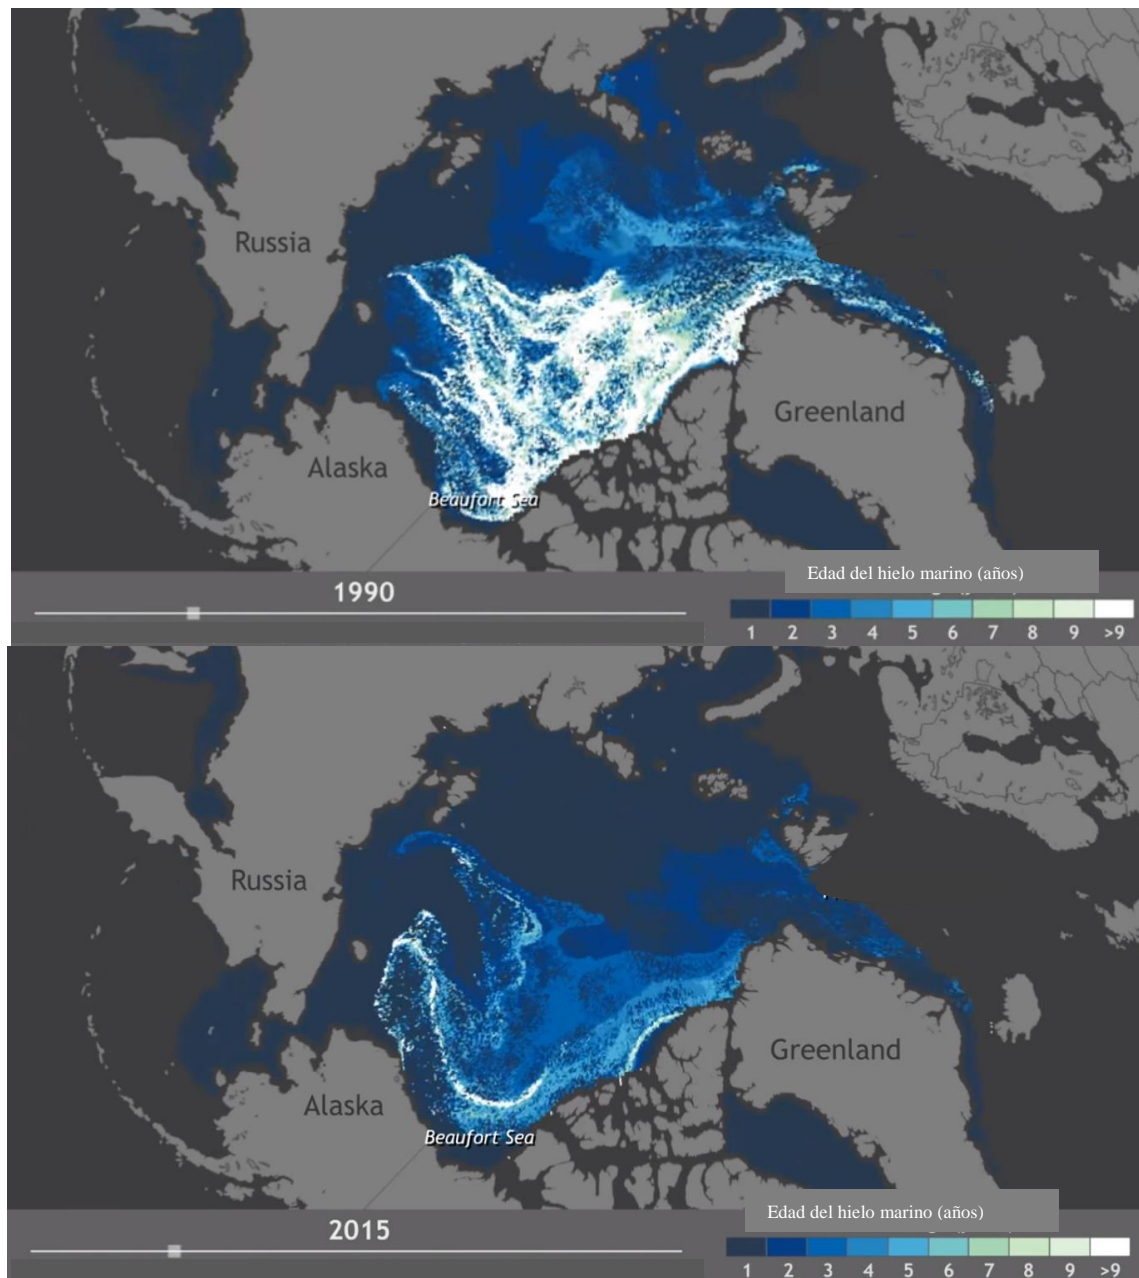 Russia
Greenland
Alaska
Beaufort Sea
Edad del hielo marino (años)
1990
1 2 3 4 5 6 7 8 9 >9
Russia
Greenland
Alaska
Beaufort Sea
Edad del hielo marino (años)
2015
1 2 3 4 5 6 7 8 9 >9